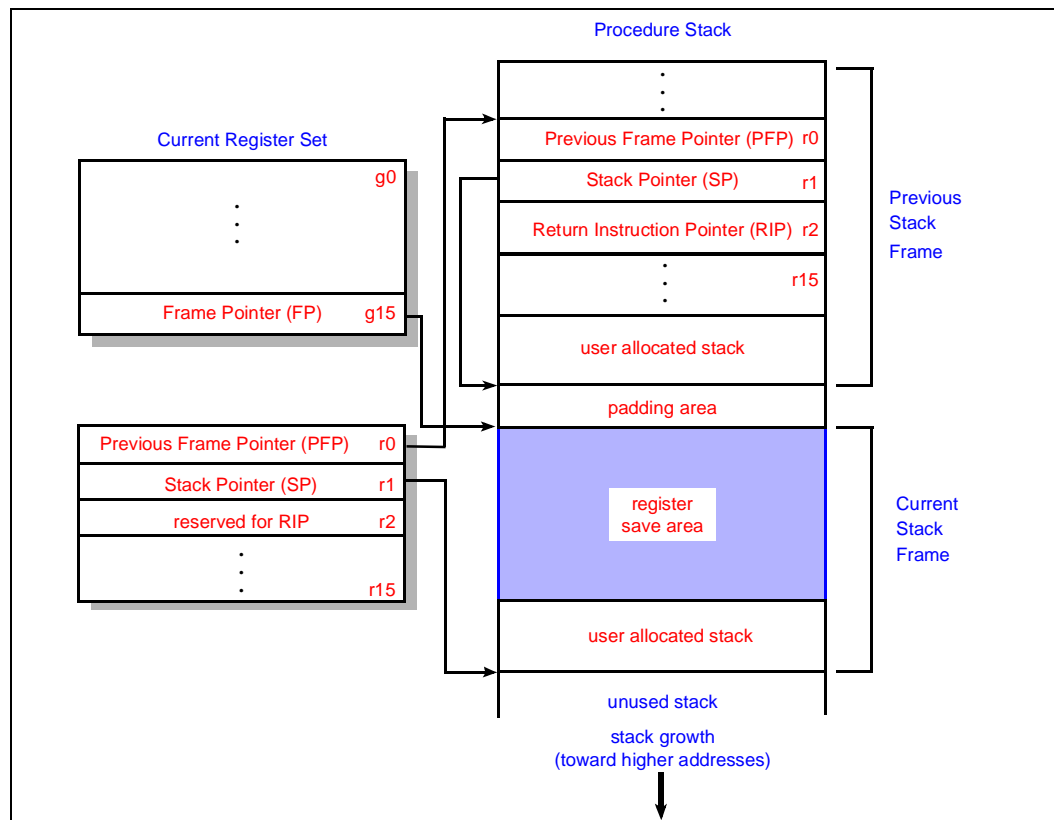 Procedure Stack
Current Register Set
g0
Frame Pointer (FP) g15
Previous Frame Pointer (PFP) r0
Stack Pointer (SP) r1
reserved for RIP r2
r15
Previous Frame Pointer (PFP) r0
Stack Pointer (SP) r1
Return Instruction Pointer (RIP) r2
r15
user allocated stack
padding area
register
save area
user allocated stack
unused stack
stack growth
(toward higher addresses)
Previous
Stack
Frame
Current
Stack
Frame